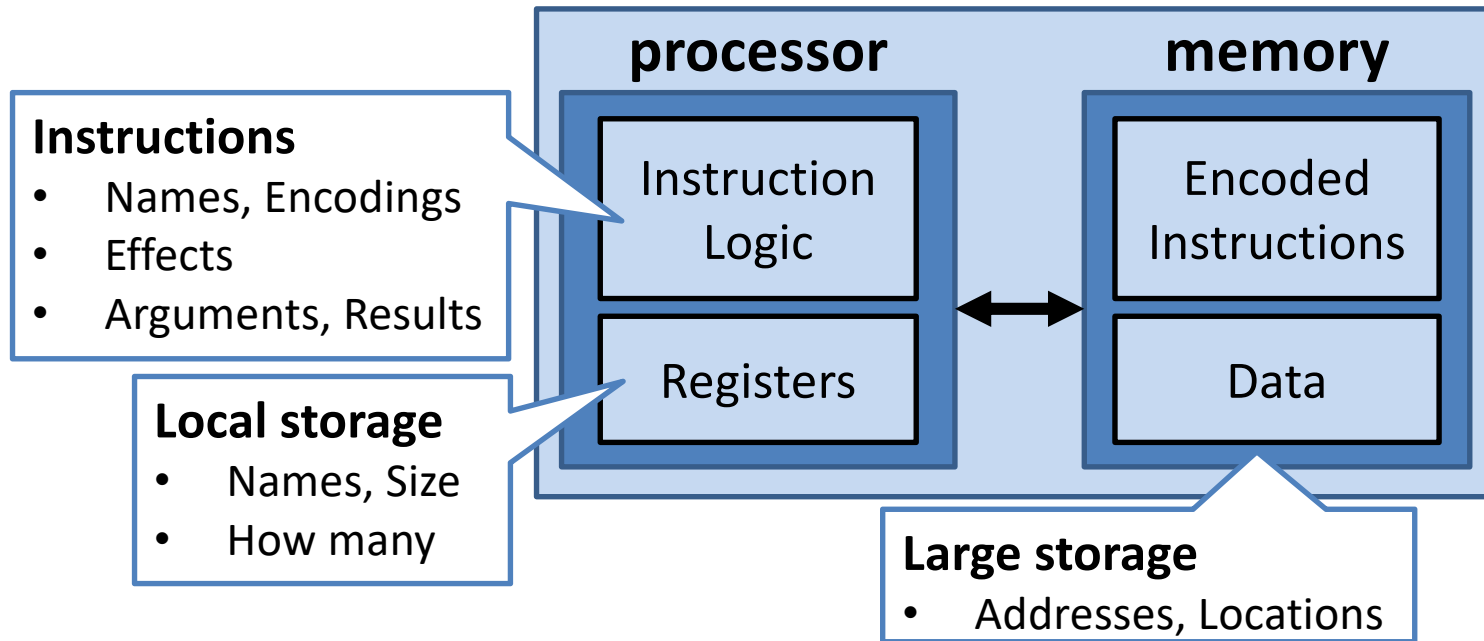 processor
memory
Instructions
• Names, Encodings
• Effects
• Arguments, Results
Instruction
Logic
Encoded
Instructions
Registers
Data
Local storage
• Names, Size
• How many
Large storage
• Addresses, Locations